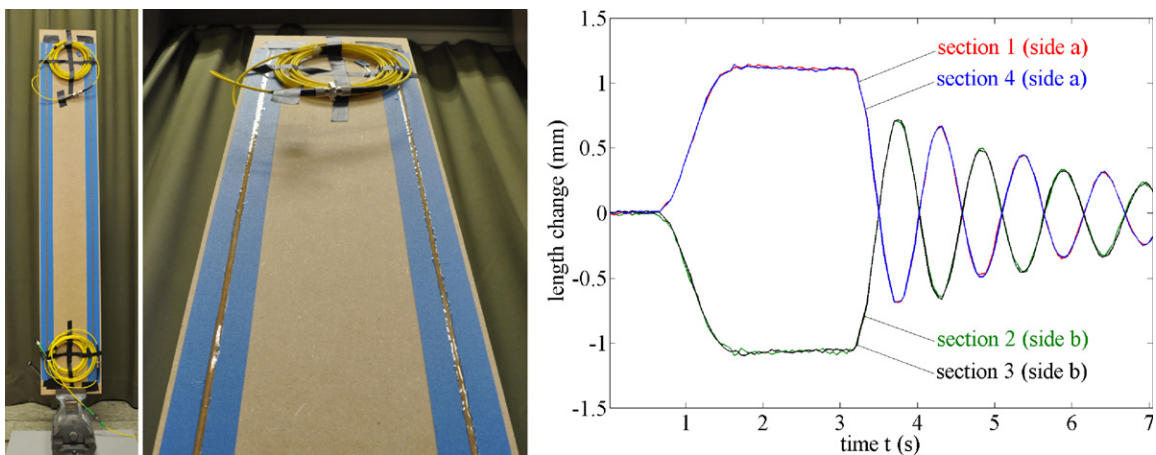 1.5
section 1 (side a)
1
section 4 (side a)
0.5
length change (mm)
0
-0.5
section 2 (side b)
-1
section 3 (side b)
-1.5
1 2 3 4 5 6 7
time t (s)